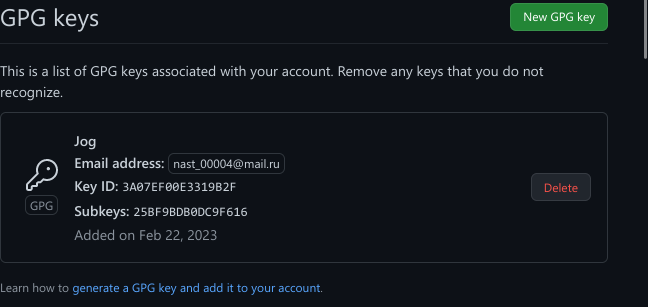 GPG keys
New GPG key
This is a list of GPG keys associated with your account. Remove any keys that you do not
recognize.
Jog
Email address: nast_00004@mail.ru
Key ID: 3A07EF00E3319B2F
GPG
Subkeys: 25BF9BDB0DC9F616
Delete
Added on Feb 22, 2023
Learn how to generate a GPG key and add it to your account.